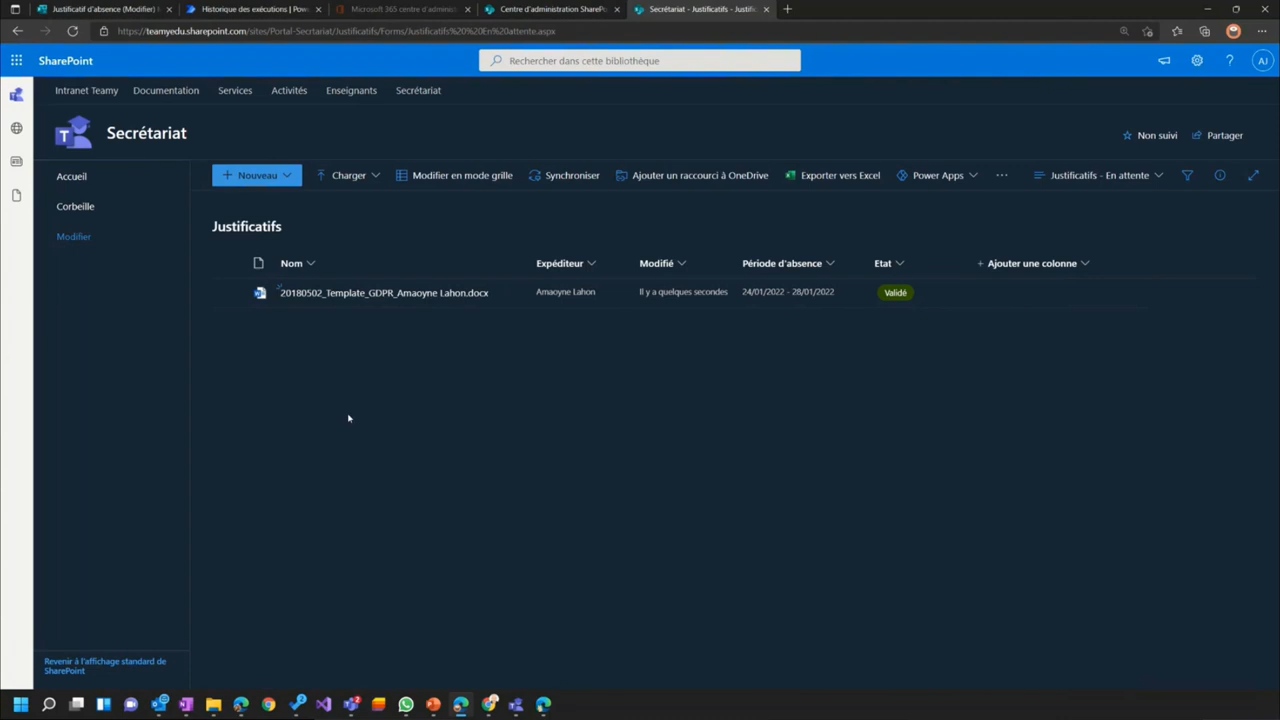 Justificatif d'absence (Modifier) M
Historique des exécutions | Powe
Microsoft 365 centre d'administ
Centre d'administration SharePo
Secrétariat - Justificatifs - Justifi
https://teamyedu.sharepoint.com/sites/Portal-Secrtariat/Justificatifs/Forms/Justificatifs%20%20En%20attente.aspx
SharePoint
Rechercher dans cette bibliothèque
AJ
Intranet Teamy
Documentation
Services
Activités
Enseignants
Secrétariat
T
Secrétariat
Non suivi
Partager
Accueil
Corbeille
Modifier
+ Nouveau
Charger
Modifier en mode grille
Synchroniser
Ajouter un raccourci à OneDrive
Exporter vers Excel
Power Apps
...
Justificatifs - En attente
Justificatifs
Nom
Expéditeur
Modifié
Période d'absence
Etat
+ Ajouter une colonne
20180502_Template_GDPR_Amaoyne Lahon.docx
Amaoyne Lahon
Il y a quelques secondes
24/01/2022 - 28/01/2022
Validé
Revenir à l'affichage standard de
SharePoint